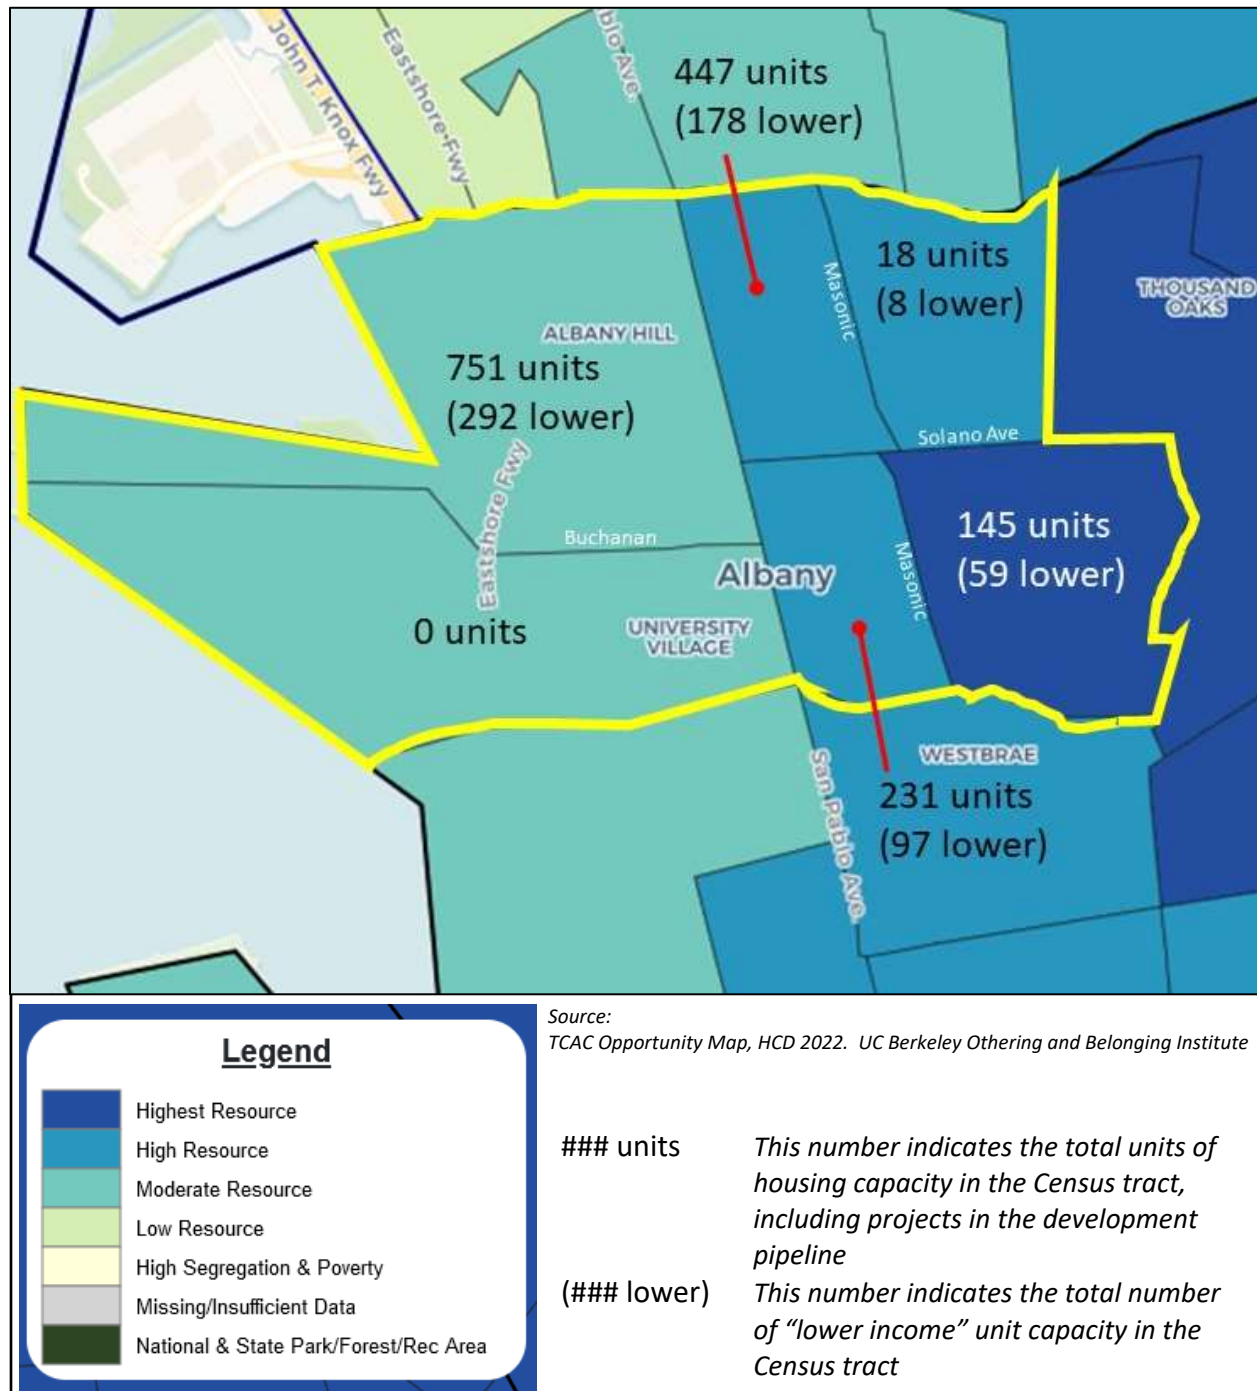 John T. Knox Fwy
Eastshore-Fwy
blo Ave.
447 units
(178 lower)
18 units
(8 lower)
Masonic
THOUSAND
OAKS
ALBANY HILL
751 units
(292 lower)
Solano Ave
Eastshore Fwy
145 units
(59 lower)
Buchanan
Masonic
Albany
0 units
UNIVERSITY
VILLAGE
San Pablo Ave.
WESTBRAE
231 units
(97 lower)
Legend
Highest Resource
High Resource
Moderate Resource
Low Resource
High Segregation & Poverty
Missing/Insufficient Data
National & State Park/Forest/Rec Area
Source:
TCAC Opportunity Map, HCD 2022.  UC Berkeley Othering and Belonging Institute
### units
This number indicates the total units of
housing capacity in the Census tract,
including projects in the development
pipeline
(### lower)
This number indicates the total number
of “lower income” unit capacity in the
Census tract